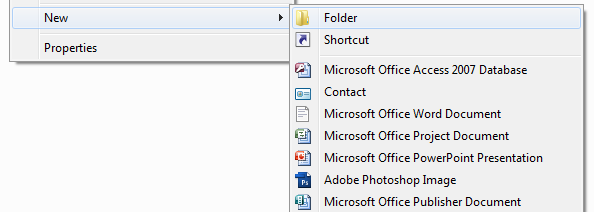 New
Properties
Folder
Shortcut
Microsoft Office Access 2007 Database
Contact
Microsoft Office Word Document
Microsoft Office Project Document
Microsoft Office PowerPoint Presentation
Adobe Photoshop Image
Microsoft Office Publisher Document